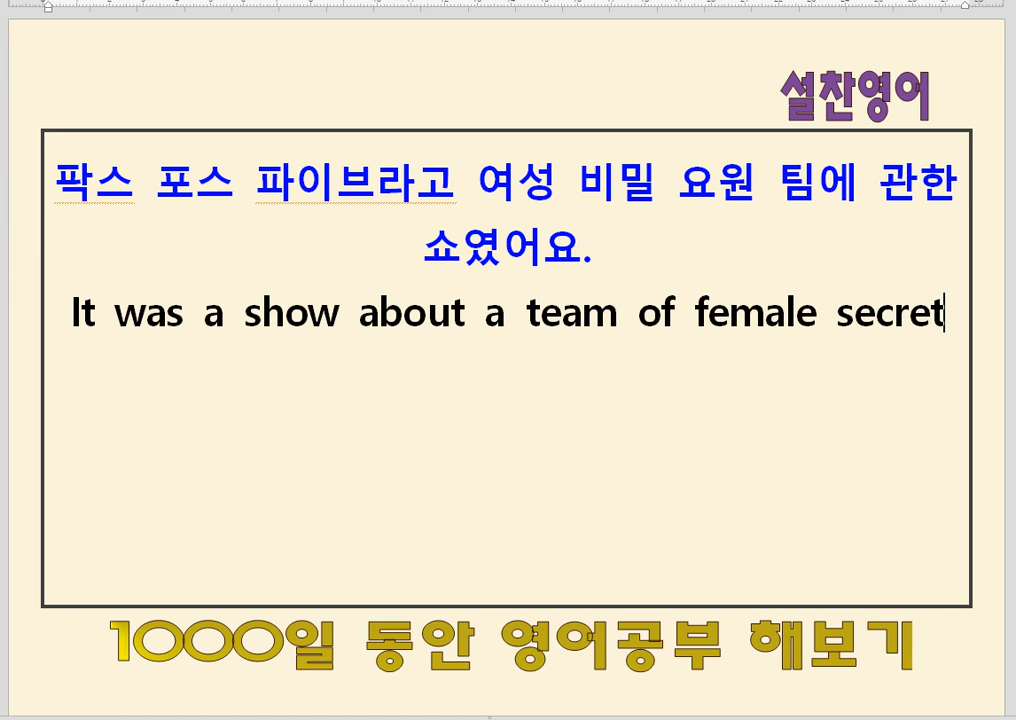 설찬영어
팍스 포스 파이브라고 여성 비밀 요원 팀에 관한
쇼였어요.
It was a show about a team of female secret
1000일 동안 영어공부 해보기